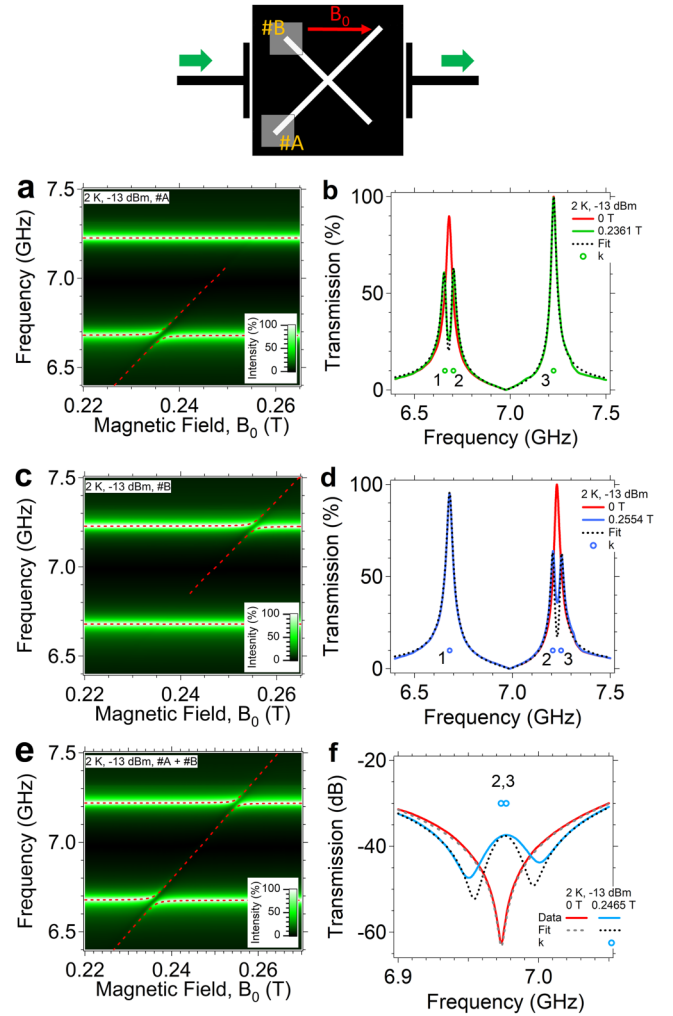 #B
B0
#A
a
2 K, -13 dBm, #A
Frequency (GHz)
7.5
7.0
6.5
Intensity (%)
100
50
0
0.22
0.24
0.26
Magnetic Field, B0 (T)
b
2 K, -13 dBm
0 T
0.2361 T
Fit
k
Transmission (%)
100
50
0
1 2 3
6.5
7.0
7.5
Frequency (GHz)
c
2 K, -13 dBm, #B
Frequency (GHz)
7.5
7.0
6.5
Intesnity (%)
100
50
0
0.22
0.24
0.26
Magnetic Field, B0 (T)
d
2 K, -13 dBm
0 T
0.2554 T
Fit
k
Transmission (%)
100
50
0
1 2 3
6.5
7.0
7.5
Frequency (GHz)
e
2 K, -13 dBm, #A + #B
Frequency (GHz)
7.5
7.0
6.5
Intensity (%)
100
50
0
0.22
0.24
0.26
Magnetic Field, B0 (T)
f
Transmission (dB)
-20
-40
-60
2,3
2 K, -13 dBm
0 T 0.2465 T
Data
Fit
k
6.9
7.0
Frequency (GHz)